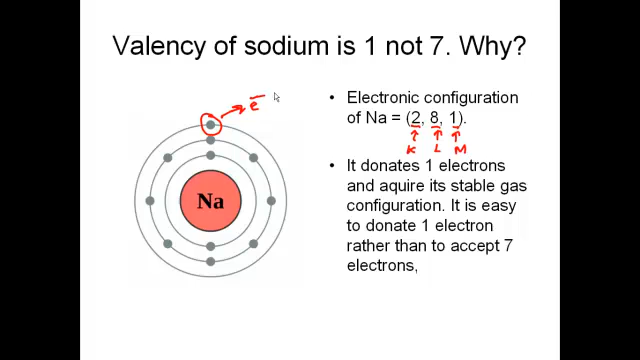 Valency of sodium is 1 not 7. Why?
e-
Na
• Electronic configuration
of Na = (2, 8, 1).
K L M
• It donates 1 electrons
and aquire its stable gas
configuration. It is easy
to donate 1 electron
rather than to accept 7
electrons,